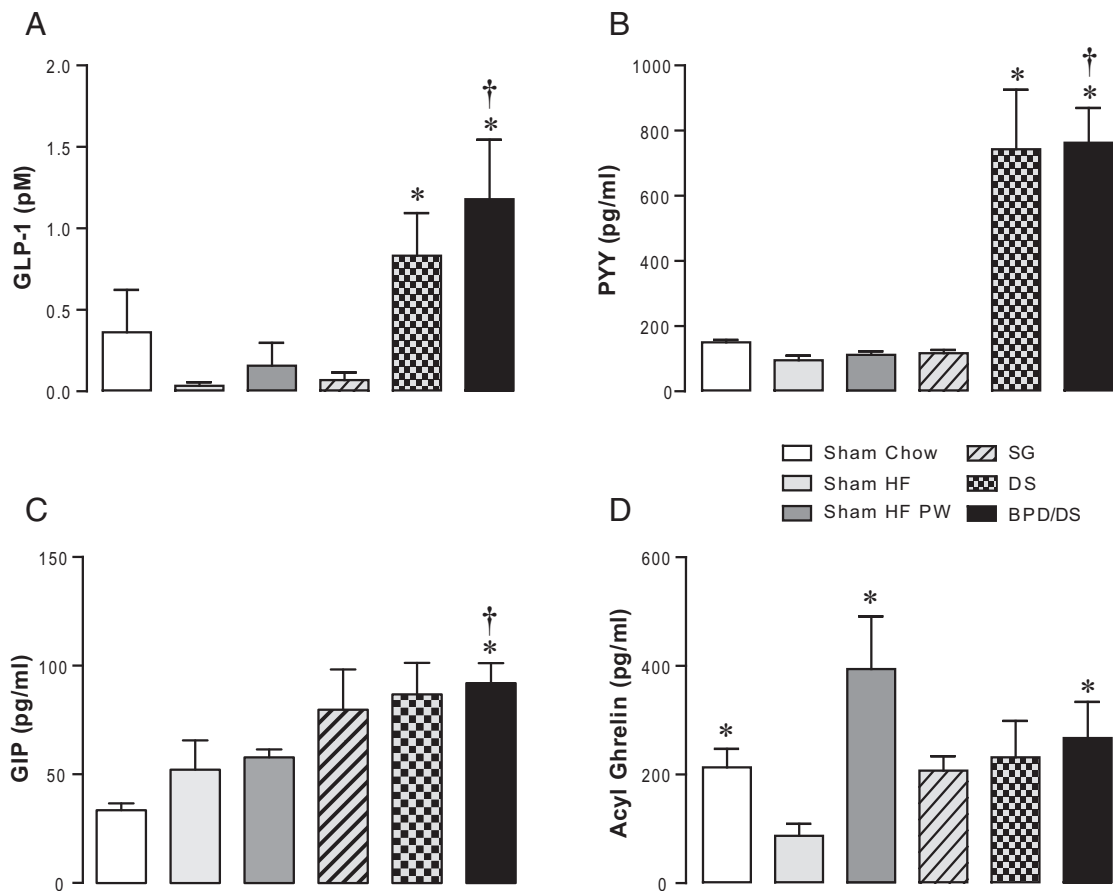 A
GLP-1 (pM)
2.0
1.5
1.0
0.5
0.0
*
†
*
B
PYY (pg/ml)
1000
800
600
400
200
0
*
†
*
Sham Chow
Sham HF
Sham HF PW
SG
DS
BPD/DS
C
GIP (pg/ml)
150
100
50
0
†
*
D
Acyl Ghrelin (pg/ml)
600
400
200
0
*
*
*